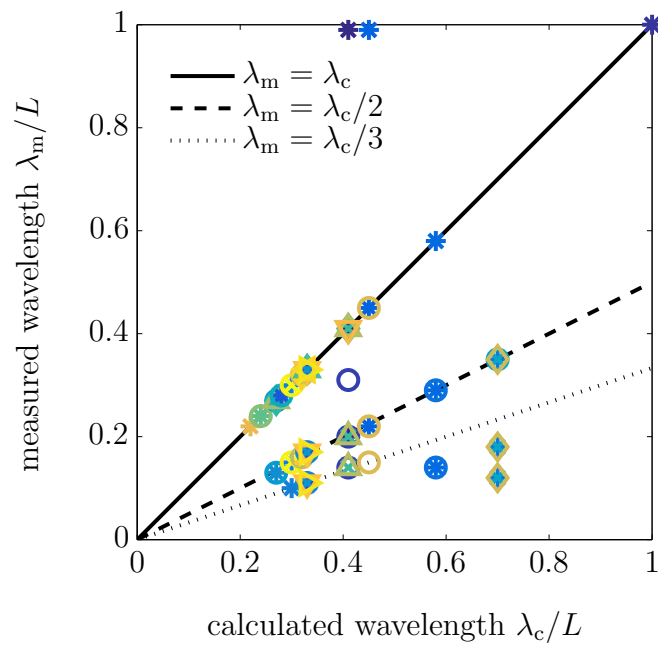 1
0.8
0.6
0.4
0.2
0
0
0.2
0.4
0.6
0.8
1
measured wavelength λm/L
λm = λc
λm = λc/2
λm = λc/3
calculated wavelength λc/L